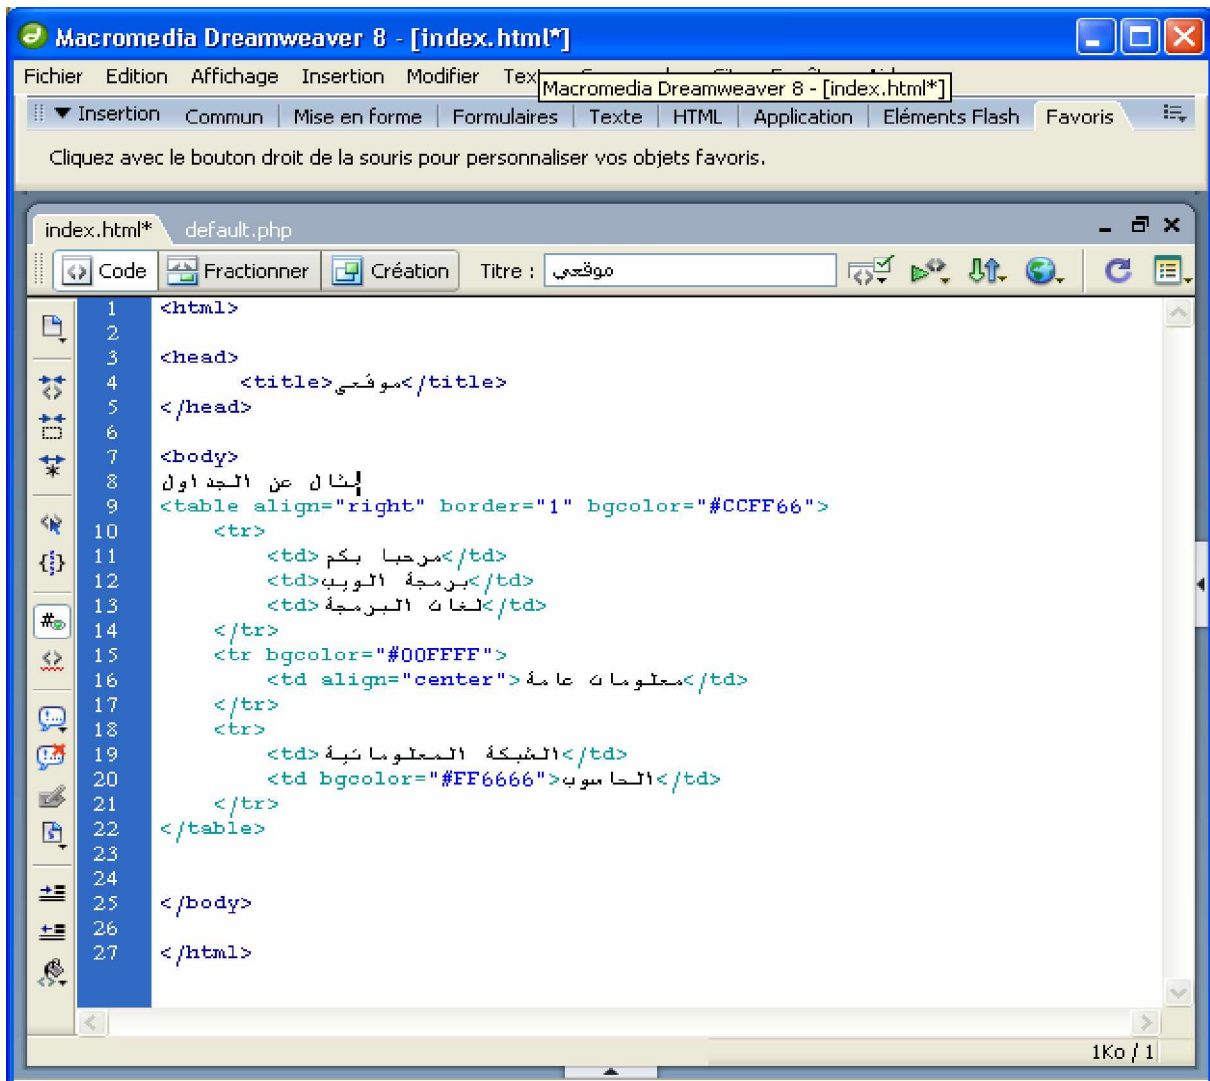 Macromedia Dreamweaver 8 - [index.html*]
Fichier Edition Affichage Insertion Modifier
Macromedia Dreamweaver 8 - [index.html*]
Insertion Commun | Mise en forme | Formulaires | Texte | HTML | Application | Eléments Flash Favoris
Cliquez avec le bouton droit de la souris pour personnaliser vos objets favoris.
index.html* default.php
Code Fractionner Création Titre : موقعي
1 <html>
2
3 <head>
4 <title>موقعي</title>
5 </head>
6
7 <body>
8 مثال عن الجداول
9 <table align="right" border="1" bgcolor="#CCFF66">
10 <tr>
11 <td>مرحبا بكم</td>
12 <td>برمجة الويب</td>
13 <td>لغات البرمجة</td>
14 </tr>
15 <tr bgcolor="#00FFFF">
16 <td align="center">معلومات عامة</td>
17 </tr>
18 <tr>
19 <td>الشبكة المعلوماتية</td>
20 <td bgcolor="#FF6666">الحاسوب</td>
21 </tr>
22 </table>
23
24
25 </body>
26
27 </html>
1Ko / 1